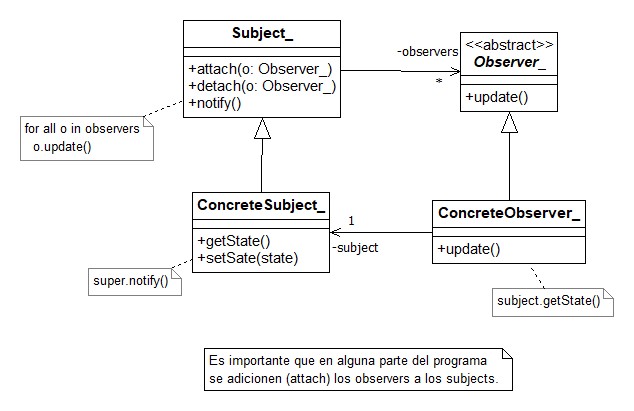 Subject_
+attach(o: Observer_)
+detach(o: Observer_)
+notify()
-observers
*
<<abstract>>
Observer_
+update()
for all o in observers
o.update()
ConcreteSubject_
+getState()
+setSate(state)
1
-subject
ConcreteObserver_
+update()
super.notify()
subject.getState()
Es importante que en alguna parte del programa
se adicionen (attach) los observers a los subjects.